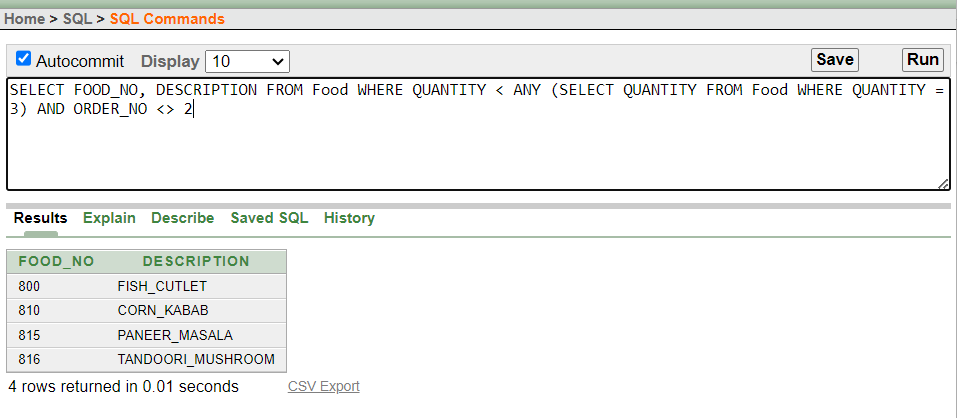 Home > SQL > SQL Commands
Autocommit Display 10 Save Run
SELECT FOOD_NO, DESCRIPTION FROM Food WHERE QUANTITY < ANY (SELECT QUANTITY FROM Food WHERE QUANTITY =
3) AND ORDER_NO <> 2
Results Explain Describe Saved SQL History
FOOD_NO DESCRIPTION
800 FISH_CUTLET
810 CORN_KABAB
815 PANEER_MASALA
816 TANDOORI_MUSHROOM
4 rows returned in 0.01 seconds CSV Export